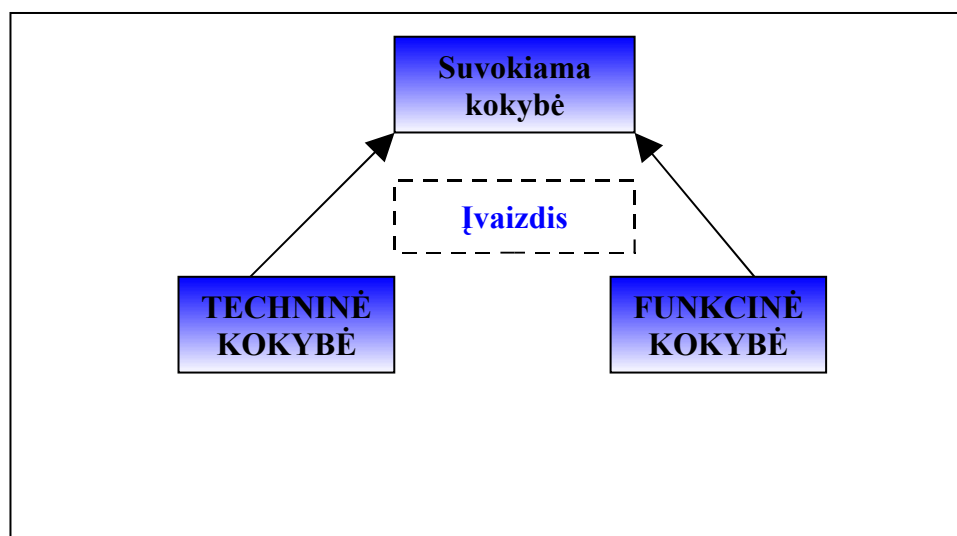 Suvokiama
kokybė
Įvaizdis
TECHNINĖ
KOKYBĖ
FUNKCINĖ
KOKYBĖ